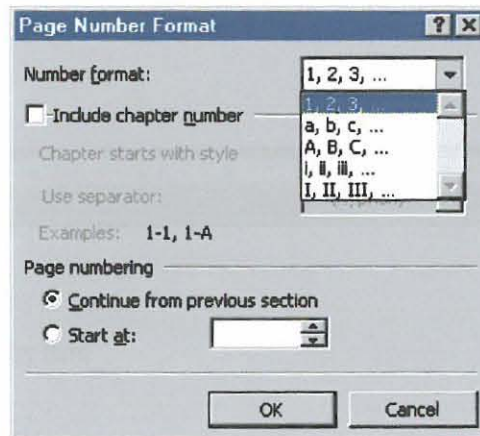 Page Number Format
Number format:
1, 2, 3, ...
1, 2, 3, ...
a, b, c, ...
A, B, C, ...
i, ii, iii, ...
I, II, III, ...
Include chapter number
Chapter starts with style
Use separator:
Examples: 1-1, 1-A
Page numbering
Continue from previous section
Start at:
OK
Cancel